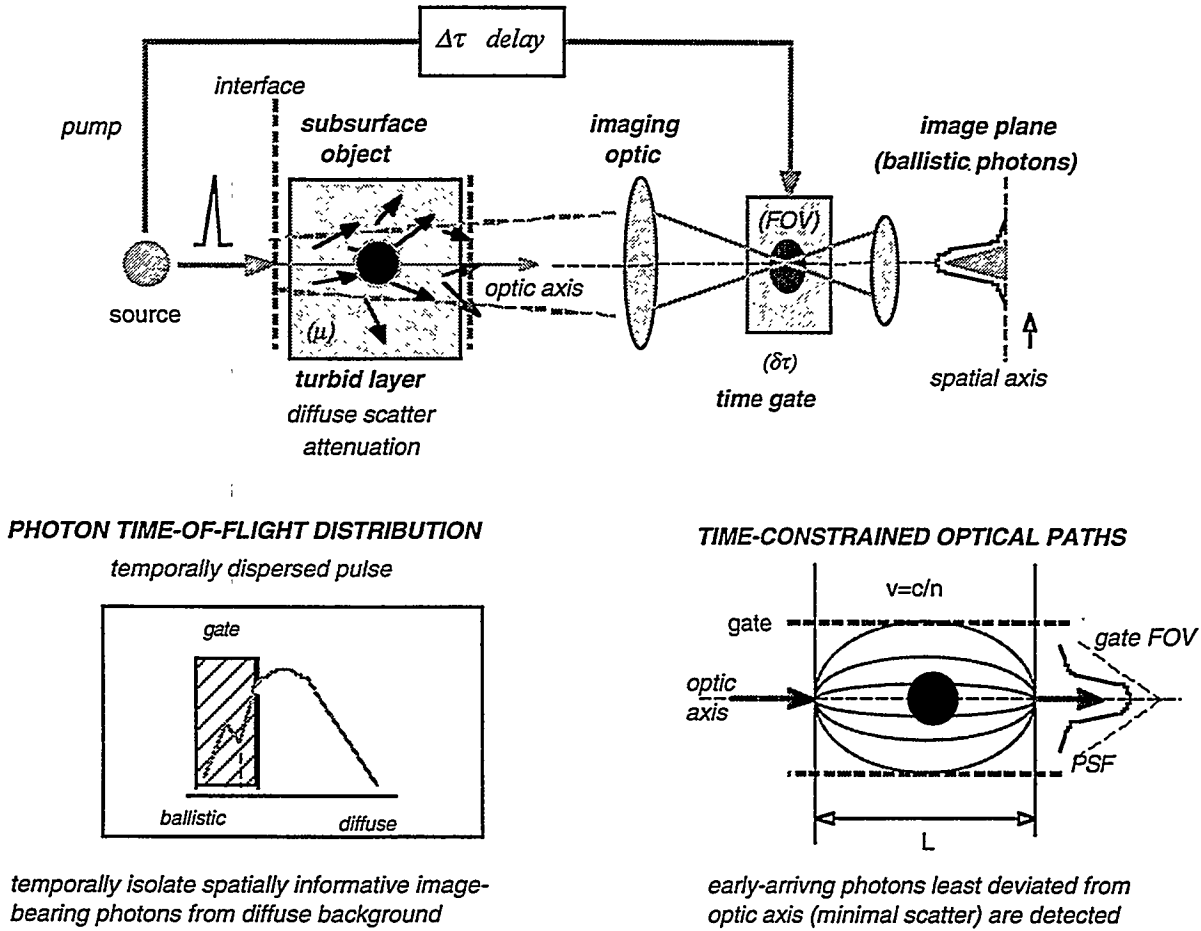 Δτ delay
interface
pump
subsurface
object
imaging
optic
image plane
(ballistic photons)
(FOV)
source
optic axis
(μ)
turbid layer
diffuse scatter
attenuation
(δτ)
time gate
spatial axis
PHOTON TIME-OF-FLIGHT DISTRIBUTION
temporally dispersed pulse
gate
ballistic
diffuse
temporally isolate spatially informative image-
bearing photons from diffuse background
TIME-CONSTRAINED OPTICAL PATHS
v=c/n
gate
gate FOV
optic
axis
PSF
L
early-arrivng photons least deviated from
optic axis (minimal scatter) are detected